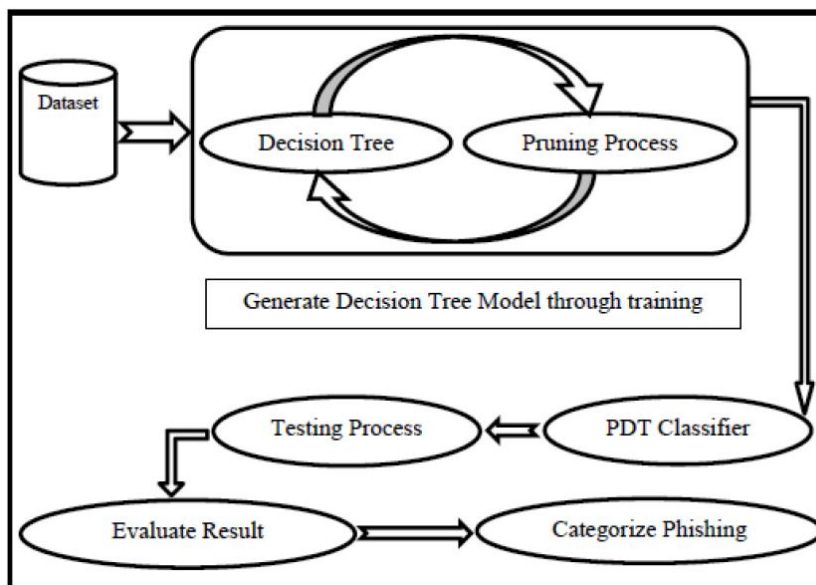 Dataset
Decision Tree
Pruning Process
Generate Decision Tree Model through training
Testing Process
PDT Classifier
Evaluate Result
Categorize Phishing